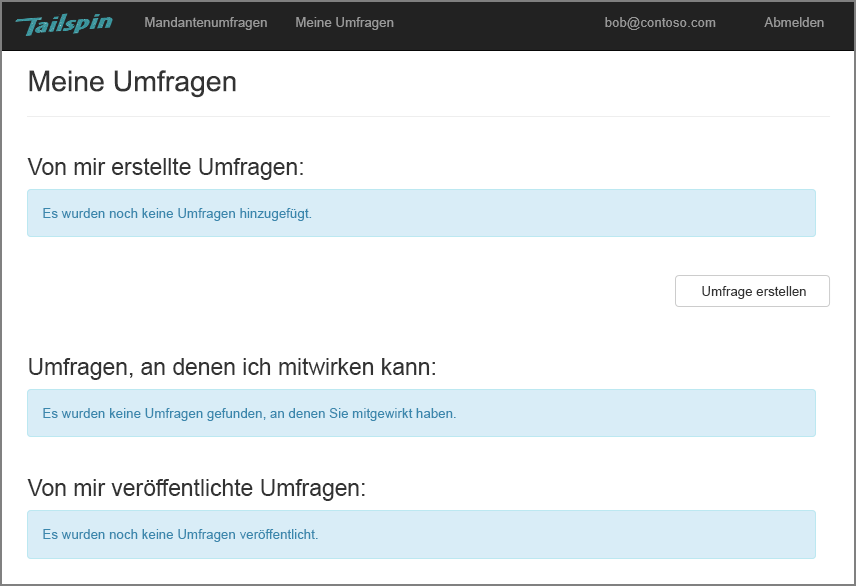 Tailspin Mandantenumfragen Meine Umfragen bob@contoso.com Abmelden
Meine Umfragen
Von mir erstellte Umfragen:
Es wurden noch keine Umfragen hinzugefügt.
Umfrage erstellen
Umfragen, an denen ich mitwirken kann:
Es wurden keine Umfragen gefunden, an denen Sie mitgewirkt haben.
Von mir veröffentlichte Umfragen:
Es wurden noch keine Umfragen veröffentlicht.